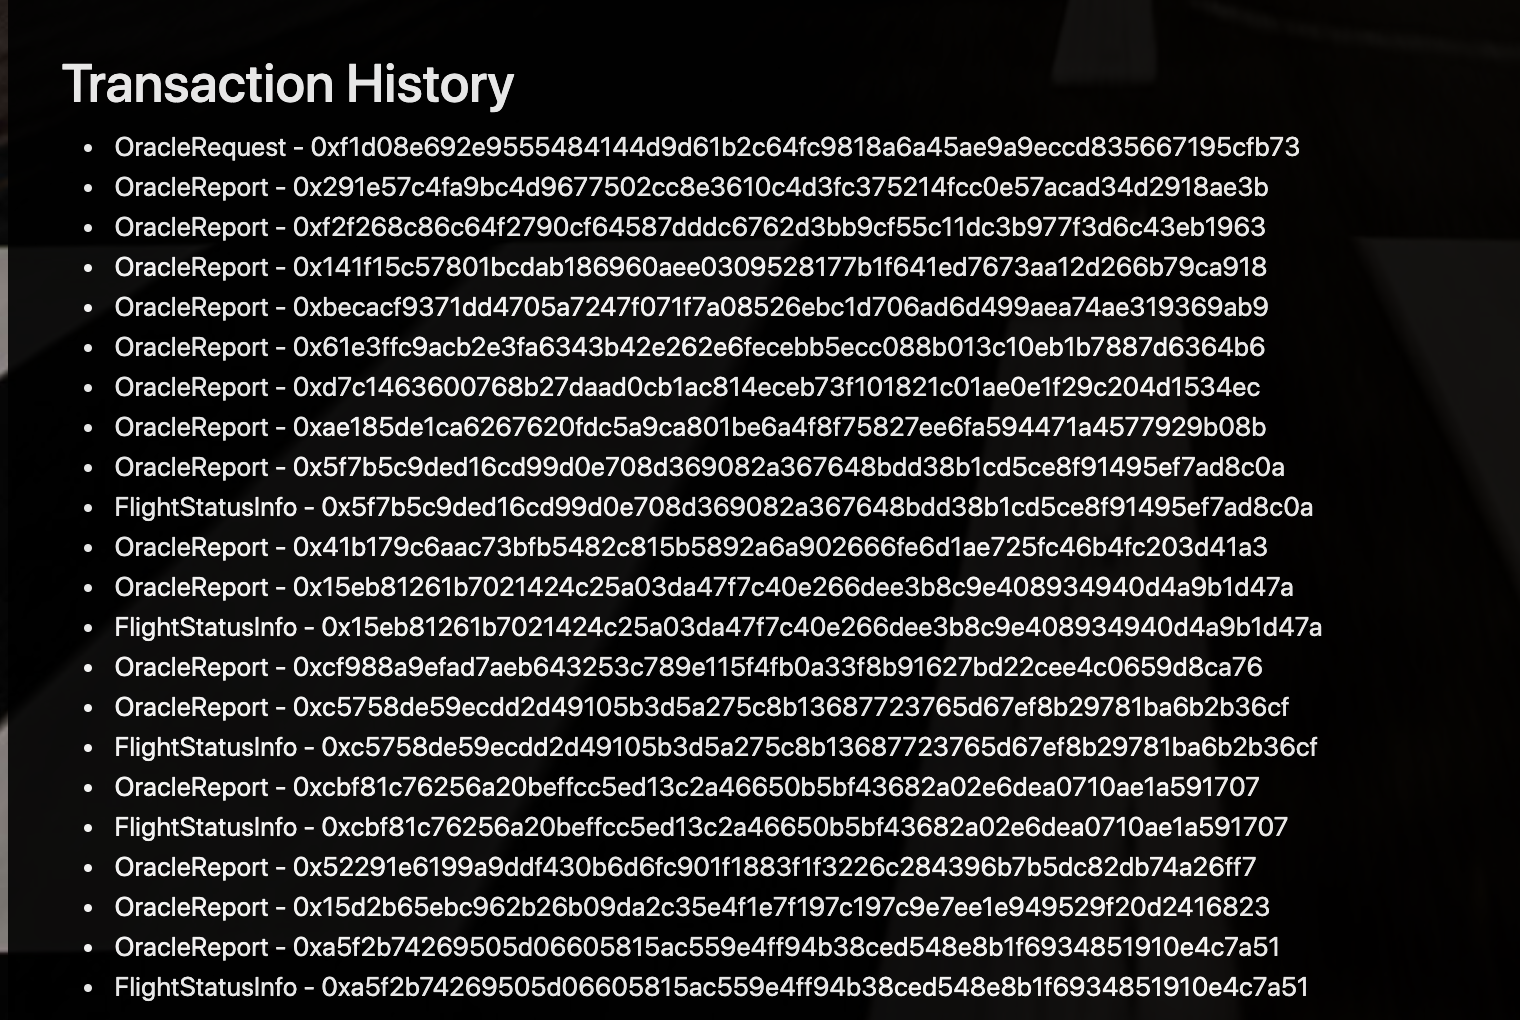 Transaction History
• OracleRequest - 0xf1d08e692e9555484144d9d61b2c64fc9818a6a45ae9a9eccd835667195cfb73
• OracleReport - 0x291e57c4fa9bc4d9677502cc8e3610c4d3fc375214fcc0e57acad34d2918ae3b
• OracleReport - 0xf2f268c86c64f2790cf64587dddc6762d3bb9cf55c11dc3b977f3d6c43eb1963
• OracleReport - 0x141f15c57801bcdab186960aee0309528177b1f641ed7673aa12d266b79ca918
• OracleReport - 0xbecacf9371dd4705a7247f071f7a08526ebc1d706ad6d499aea74ae319369ab9
• OracleReport - 0x61e3ffc9acb2e3fa6343b42e262e6fecebb5ecc088b013c10eb1b7887d6364b6
• OracleReport - 0xd7c1463600768b27daad0cb1ac814eceb73f101821c01ae0e1f29c204d1534ec
• OracleReport - 0xae185de1ca6267620fdc5a9ca801be6a4f8f75827ee6fa594471a4577929b08b
• OracleReport - 0x5f7b5c9ded16cd99d0e708d369082a367648bdd38b1cd5ce8f91495ef7ad8c0a
• FlightStatusInfo - 0x5f7b5c9ded16cd99d0e708d369082a367648bdd38b1cd5ce8f91495ef7ad8c0a
• OracleReport - 0x41b179c6aac73bfb5482c815b5892a6a902666fe6d1ae725fc46b4fc203d41a3
• OracleReport - 0x15eb81261b7021424c25a03da47f7c40e266dee3b8c9e408934940d4a9b1d47a
• FlightStatusInfo - 0x15eb81261b7021424c25a03da47f7c40e266dee3b8c9e408934940d4a9b1d47a
• OracleReport - 0xcf988a9efad7aeb643253c789e115f4fb0a33f8b91627bd22cee4c0659d8ca76
• OracleReport - 0xc5758de59ecdd2d49105b3d5a275c8b13687723765d67ef8b29781ba6b2b36cf
• FlightStatusInfo - 0xc5758de59ecdd2d49105b3d5a275c8b13687723765d67ef8b29781ba6b2b36cf
• OracleReport - 0xcbf81c76256a20beffcc5ed13c2a46650b5bf43682a02e6dea0710ae1a591707
• FlightStatusInfo - 0xcbf81c76256a20beffcc5ed13c2a46650b5bf43682a02e6dea0710ae1a591707
• OracleReport - 0x52291e6199a9ddf430b6d6fc901f1883f1f3226c284396b7b5dc82db74a26ff7
• OracleReport - 0x15d2b65ebc962b26b09da2c35e4f1e7f197c197c9e7ee1e949529f20d2416823
• OracleReport - 0xa5f2b74269505d06605815ac559e4ff94b38ced548e8b1f6934851910e4c7a51
• FlightStatusInfo - 0xa5f2b74269505d06605815ac559e4ff94b38ced548e8b1f6934851910e4c7a51